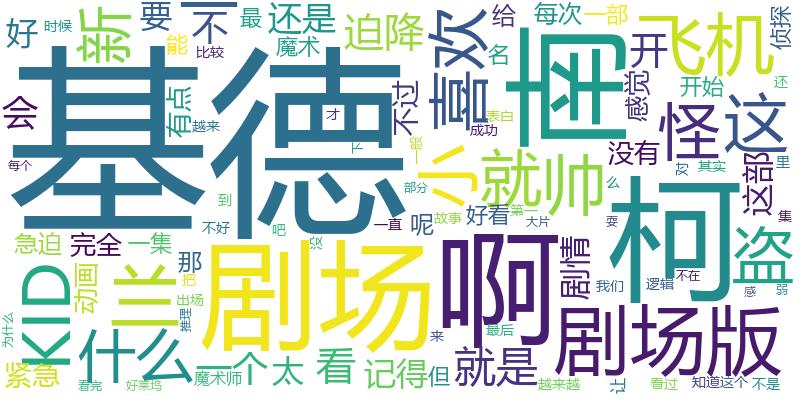 好
时候
新
要
不
最
还是
迫降
能
魔术
比较
喜欢
给
每次
一部
名
南
开
飞机
侦探
感觉
开始
还
会
有点
越来
基德
才
下
不过
一般
表白
成功
小
就帅
没有
怪
这
这部
对
其实
里
么
每个
部分
到
吧
没
不好
一直
呢
故事
好看
第一
大片
耍
柯
盗
集
急迫
完全
一集
那
KID
动画
兰
把
出场
推理
剧场
啊
剧情
我们
逻辑
不在
感
弱
为什么
什么
紧急
看完
好莱坞
一个
魔术师
太
看
记得
来
但
最后
就是
越来越
剧场版
让
看过
知道这个
不是